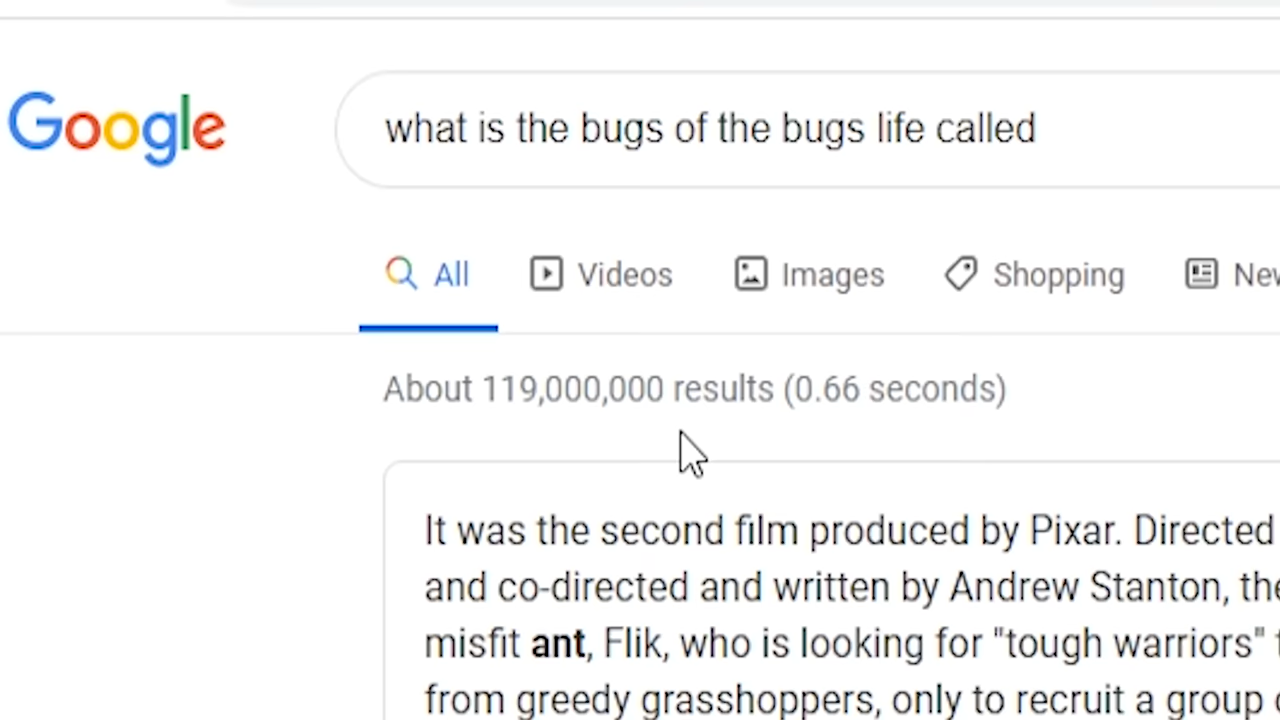 Google
what is the bugs of the bugs life called
All Videos Images Shopping
About 119,000,000 results (0.66 seconds)
It was the second film produced by Pixar. Directed
and co-directed and written by Andrew Stanton,
misfit ant, Flik, who is looking for "tough warriors"
from greedy grasshoppers, only to recruit a group